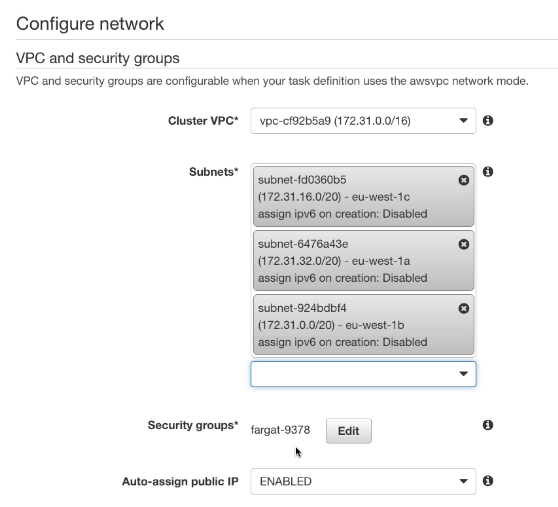 Configure network
VPC and security groups
VPC and security groups are configurable when your task definition uses the awsvpc network mode.
Cluster VPC* vpc-cf92b5a9 (172.31.0.0/16)
Subnets*
subnet-fd0360b5
(172.31.16.0/20) - eu-west-1c
assign ipv6 on creation: Disabled
subnet-6476a43e
(172.31.32.0/20) - eu-west-1a
assign ipv6 on creation: Disabled
subnet-924bdbf4
(172.31.0.0/20) - eu-west-1b
assign ipv6 on creation: Disabled
Security groups* fargat-9378 Edit
Auto-assign public IP ENABLED